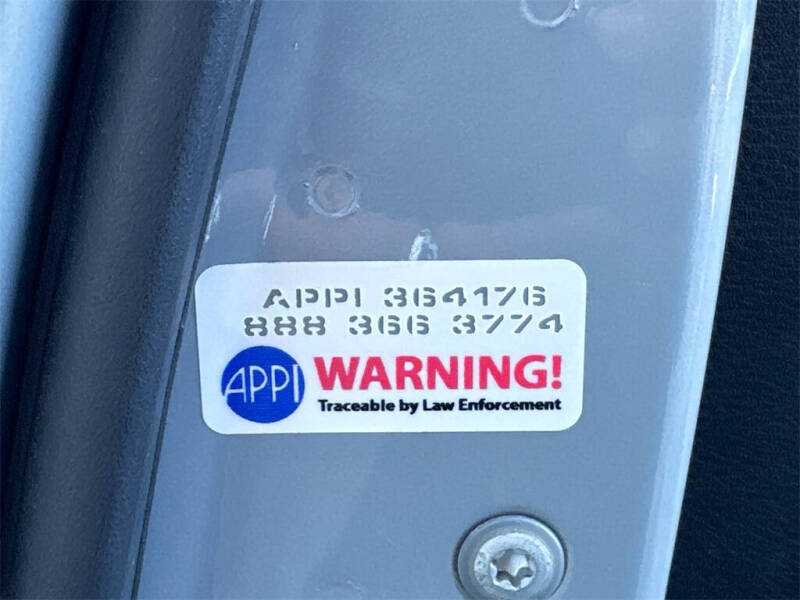 APPI 364176
888 366 3774
APPI WARNING!
Traceable by Law Enforcement